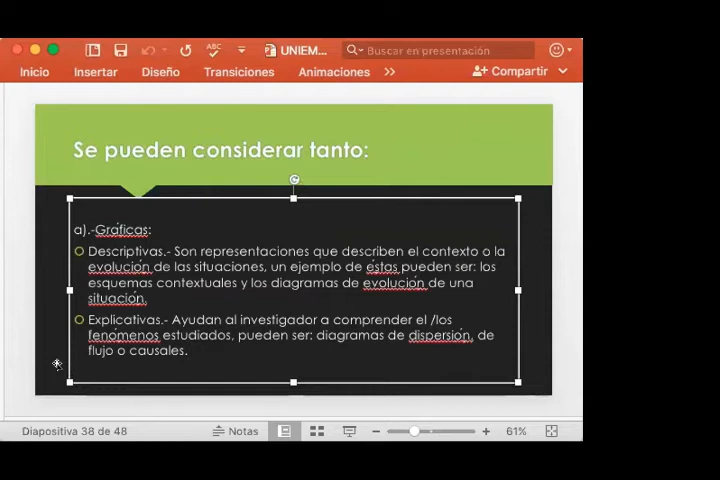 ABC
UNIEM...
Buscar en presentación
Inicio Insertar Diseño Transiciones Animaciones >> Compartir
Se pueden considerar tanto:
a).-Gráficas:
Descriptivas.- Son representaciones que describen el contexto o la
evolución de las situaciones, un ejemplo de éstas pueden ser: los
esquemas contextuales y los diagramas de evolución de una
situación.
Explicativas.- Ayudan al investigador a comprender el /los
fenómenos estudiados, pueden ser: diagramas de dispersión, de
flujo o causales.
Diapositiva 38 de 48 Notas 61%